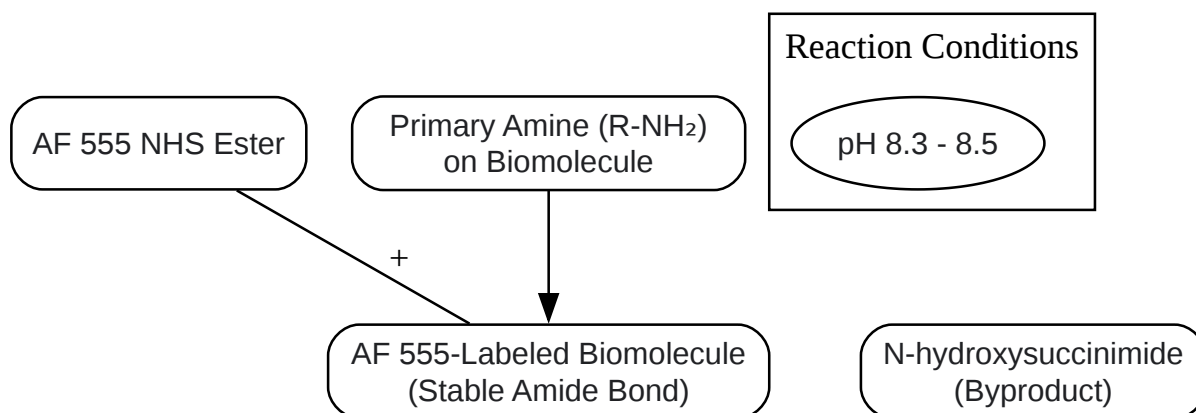 Reaction Conditions
AF 555 NHS Ester
Primary Amine (R-NH₂)
on Biomolecule
pH 8.3 - 8.5
+
AF 555-Labeled Biomolecule
(Stable Amide Bond)
N-hydroxysuccinimide
(Byproduct)